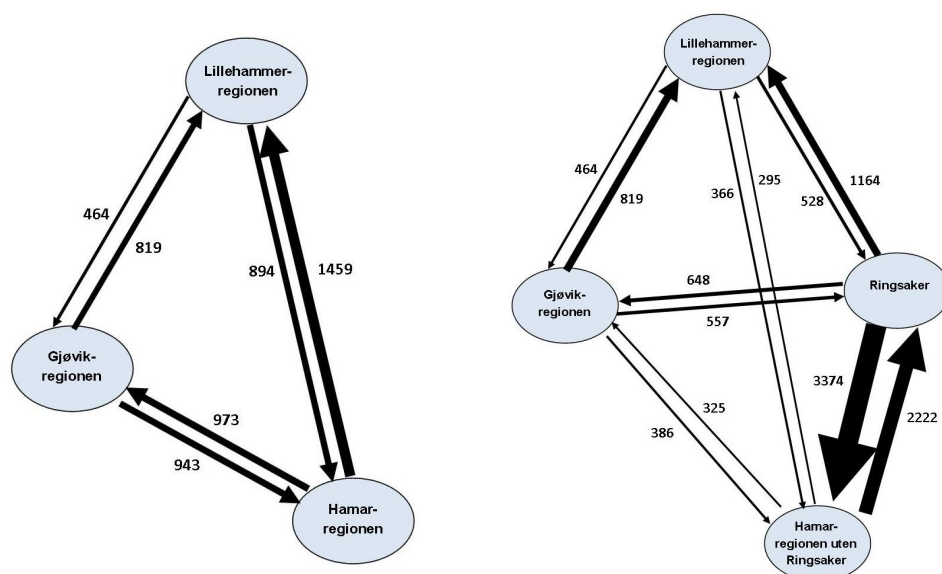 Lillehammer-
regionen
464
819
894
1459
Gjøvik-
regionen
973
943
Hamar-
regionen
Lillehammer-
regionen
464
819
366
295
1164
528
Gjøvik-
regionen
648
557
Ringsaker
325
386
3374
2222
Hamar-
regionen uten
Ringsaker